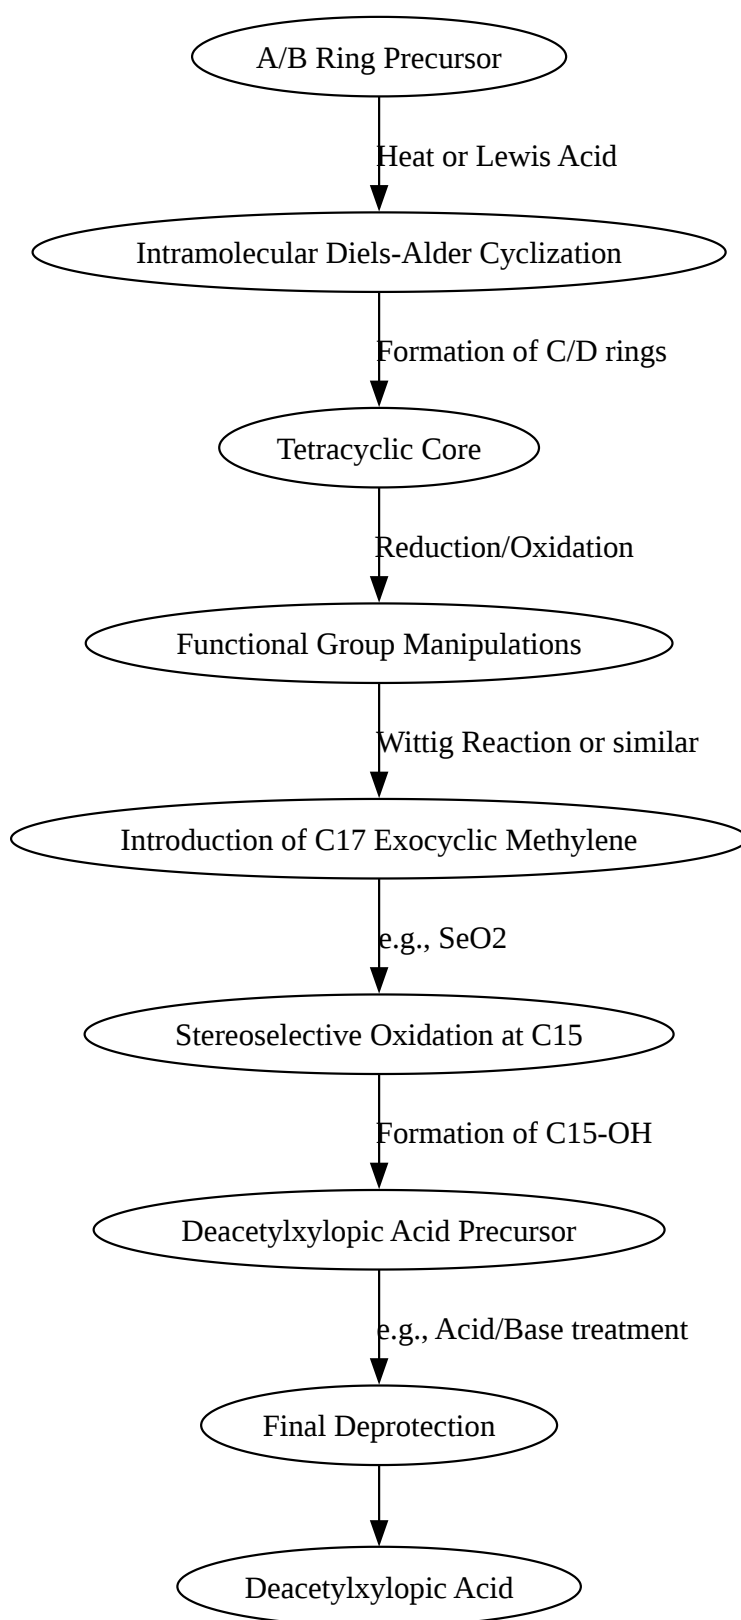 A/B Ring Precursor
Heat or Lewis Acid
Intramolecular Diels-Alder Cyclization
Formation of C/D rings
Tetracyclic Core
Reduction/Oxidation
Functional Group Manipulations
Wittig Reaction or similar
Introduction of C17 Exocyclic Methylene
e.g., SeO2
Stereoselective Oxidation at C15
Formation of C15-OH
Deacetylxylopic Acid Precursor
e.g., Acid/Base treatment
Final Deprotection
Deacetylxylopic Acid